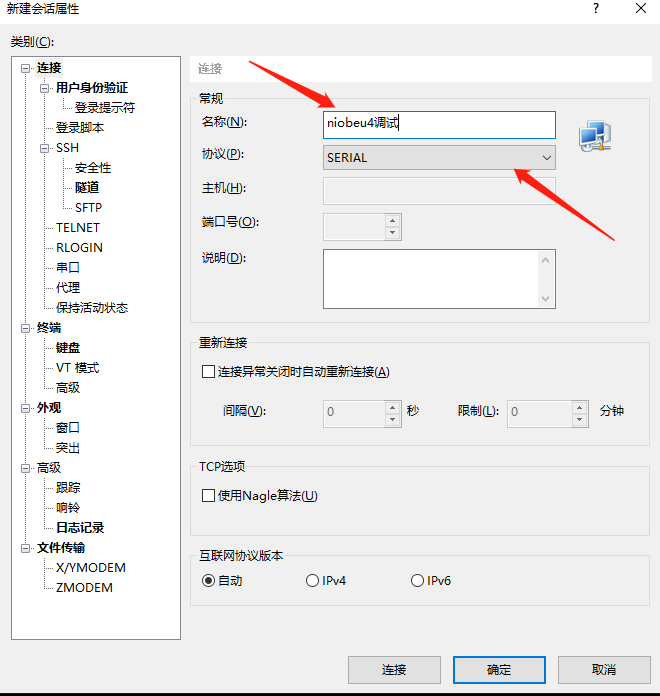 新建会话属性
类别(C):
连接
用户身份验证
登录提示符
登录脚本
SSH
安全性
隧道
SFTP
TELNET
RLOGIN
串口
代理
保持活动状态
终端
键盘
VT 模式
高级
外观
窗口
突出
高级
跟踪
响铃
日志记录
文件传输
X/YMODEM
ZMODEM
连接
常规
名称(N): niobeu4调试
协议(P): SERIAL
主机(H):
端口号(O):
说明(D):
重新连接
连接异常关闭时自动重新连接(A)
间隔(V): 0 秒 限制(L): 0 分钟
TCP选项
使用Nagle算法(U)
互联网协议版本
自动 IPv4 IPv6
连接 确定 取消